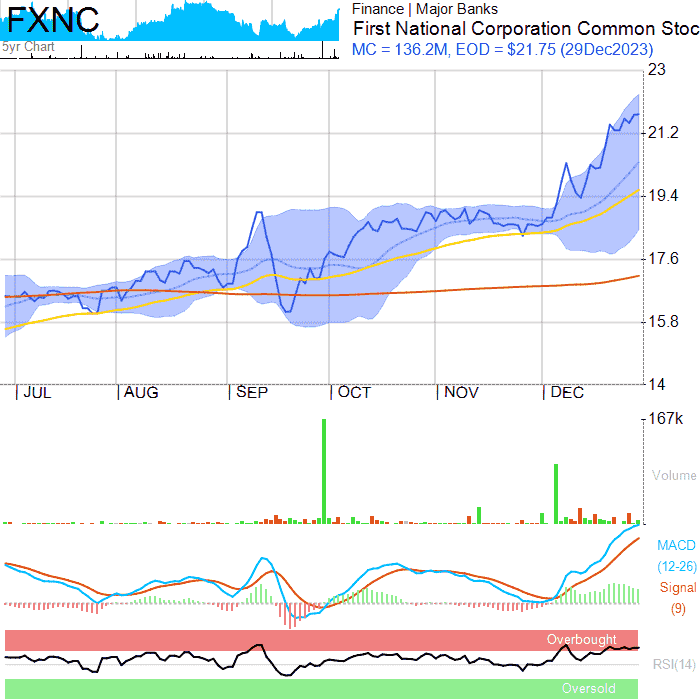 FXNC
5yr Chart
Finance | Major Banks
First National Corporation Common Stoc
MC = 136.2M, EOD = $21.75 (29Dec2023)
23
21.2
19.4
17.6
15.8
14
JUL AUG SEP OCT NOV DEC
167k
Volume
MACD
(12-26)
Signal
(9)
Overbought
RSI(14)
Oversold